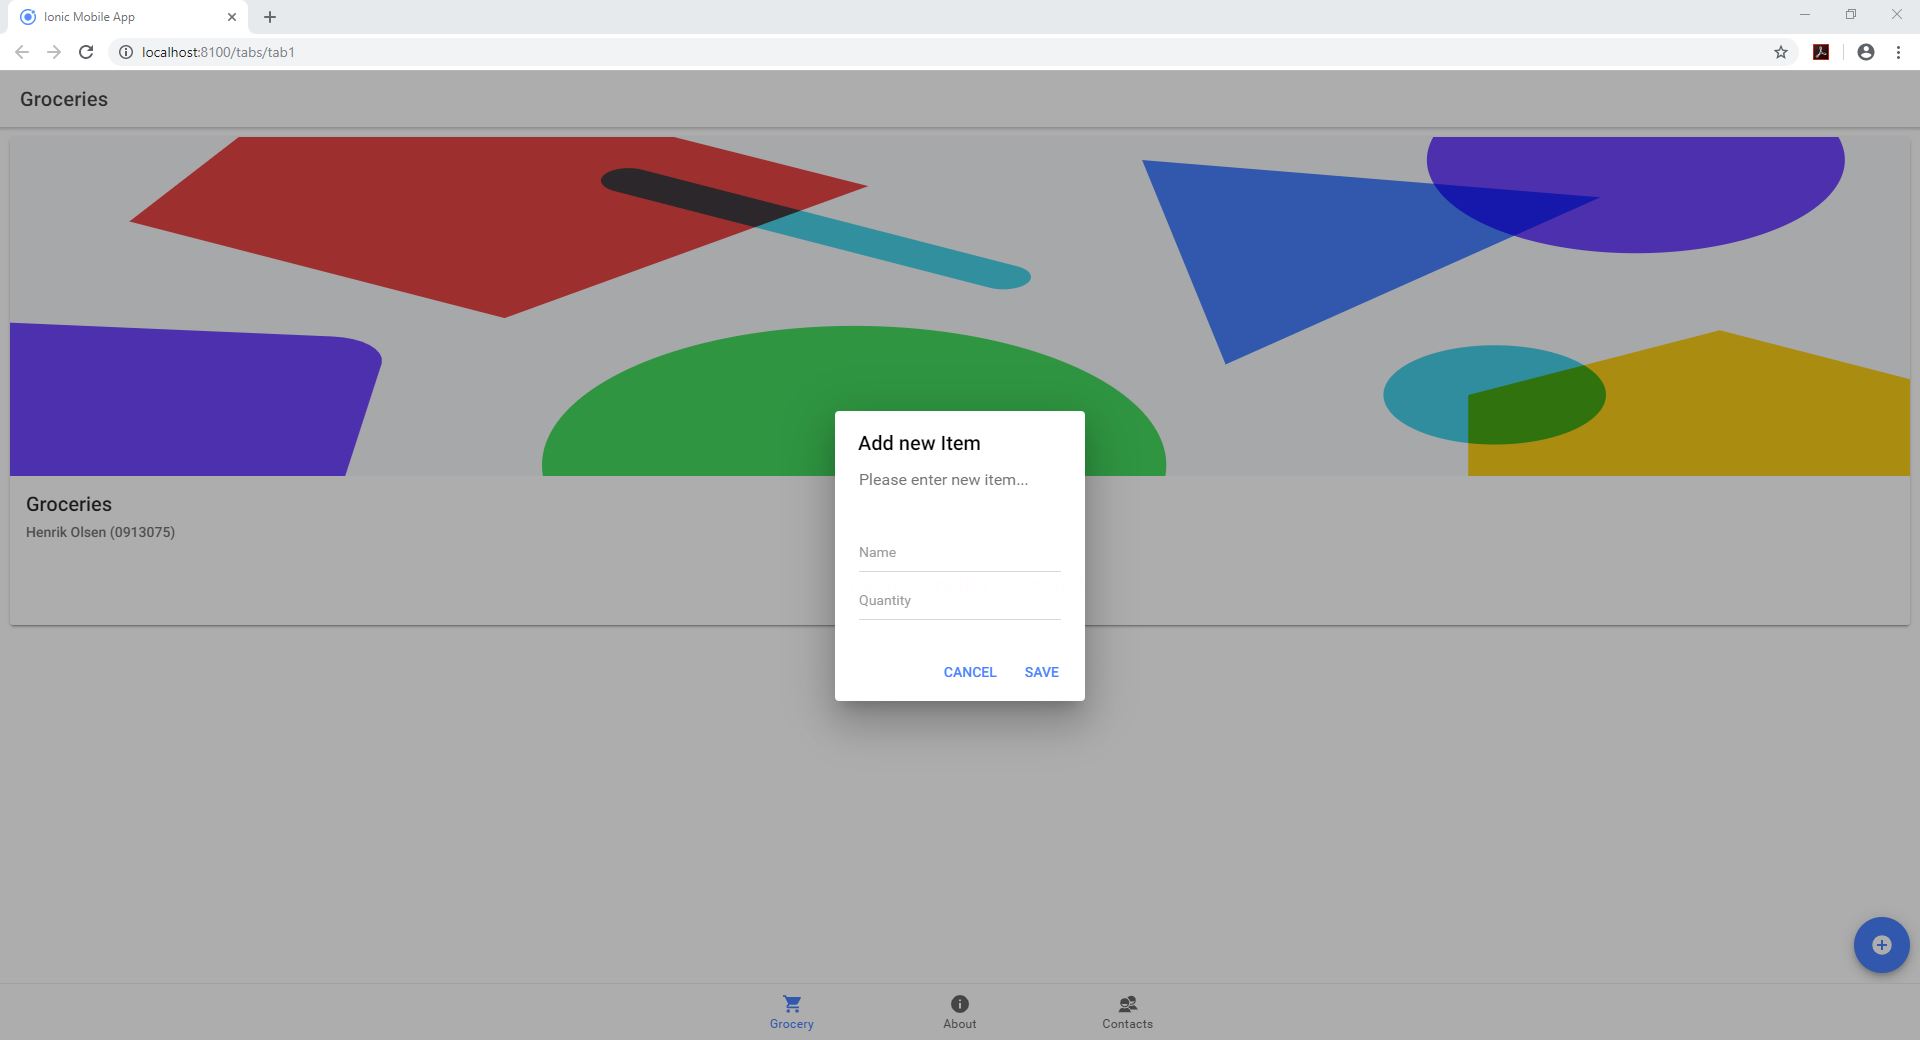 Ionic Mobile App
localhost:8100/tabs/tab1
Groceries
Groceries
Henrik Olsen (0913075)
Add new Item
Please enter new item...
Name
Quantity
CANCEL SAVE
Grocery About Contacts